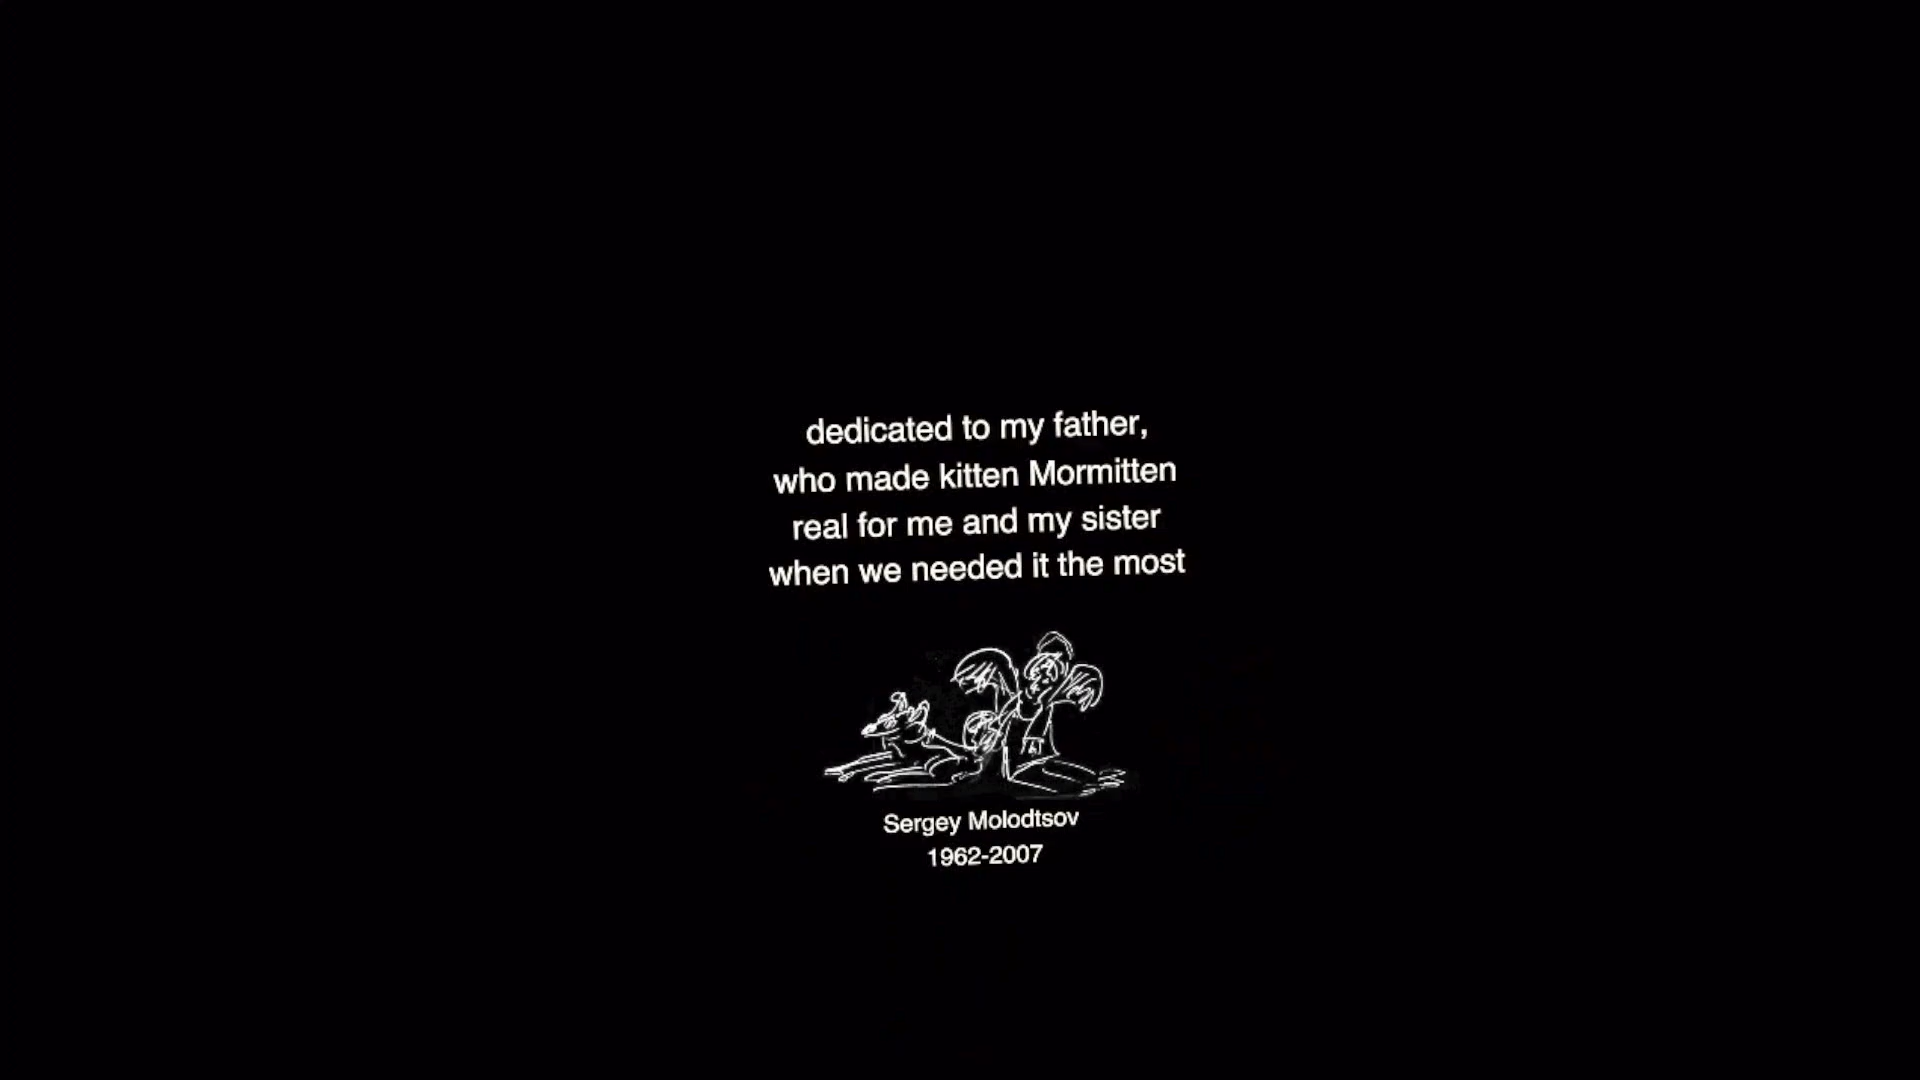 dedicated to my father,
who made kitten Mormitten
real for me and my sister
when we needed it the most
Sergey Molodtsov
1962-2007